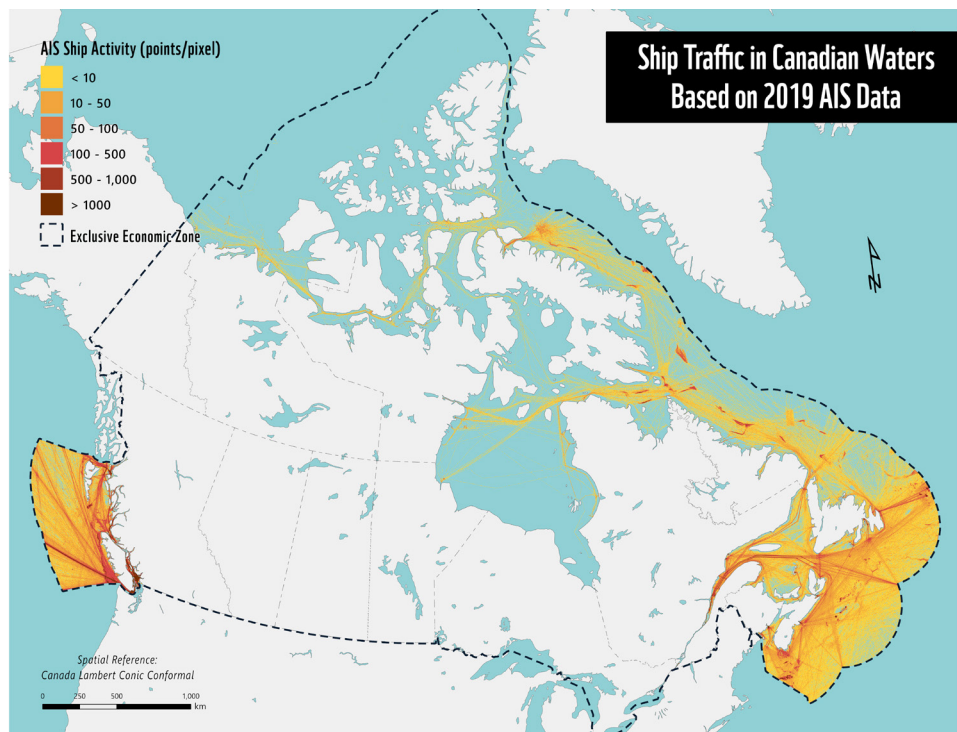 AIS Ship Activity (points/pixel)
< 10
10 - 50
50 - 100
100 - 500
500 - 1,000
> 1000
Exclusive Economic Zone
Ship Traffic in Canadian Waters
Based on 2019 AIS Data
N
Spatial Reference:
Canada Lambert Conic Conformal
0 250 500 1,000
km